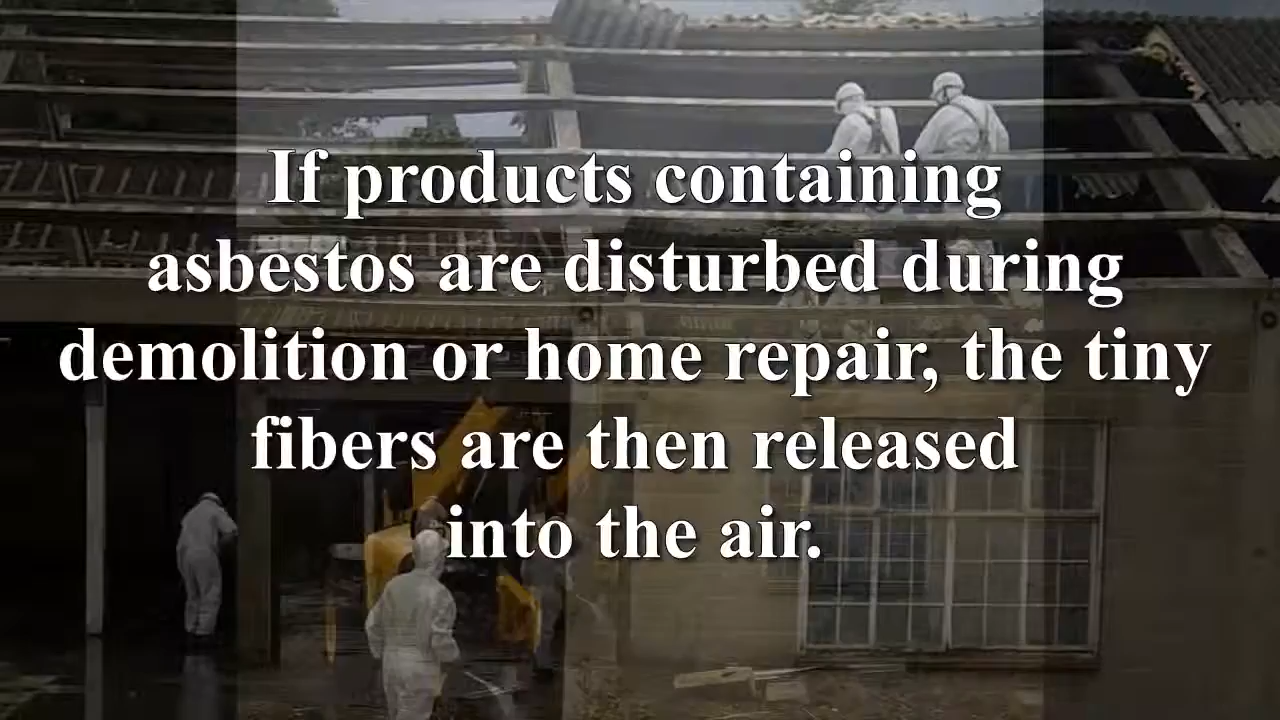 If products containing
asbestos are disturbed during
demolition or home repair, the tiny
fibers are then released
into the air.